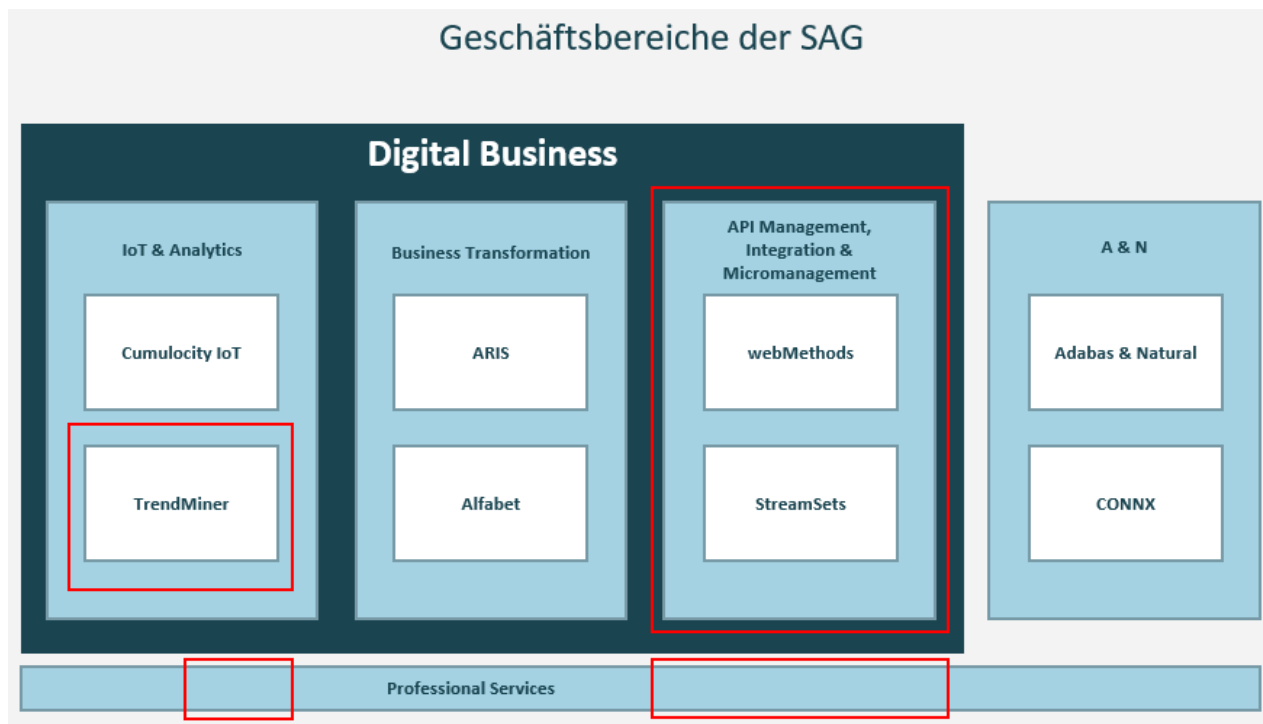 Geschäftsbereiche der SAG
Digital Business
IoT & Analytics
Cumulocity IoT
TrendMiner
Business Transformation
ARIS
Alfabet
API Management,
Integration &
Micromanagement
webMethods
StreamSets
A & N
Adabas & Natural
CONNX
Professional Services